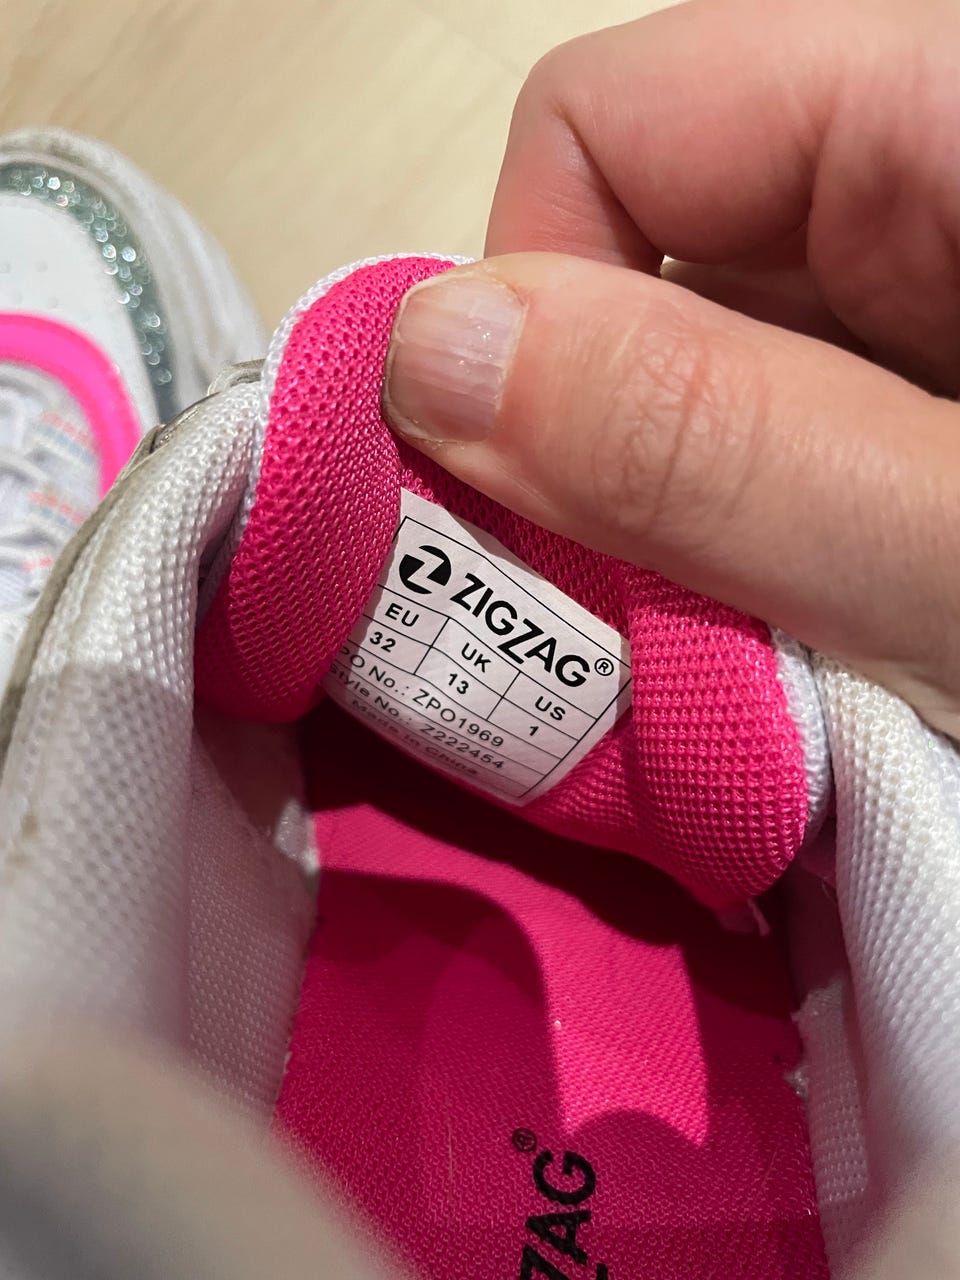 ZIGZAG®
EU UK US
32 13 1
PO No.: ZPO1969
Style No.: Z222454
Made in China
®
ZAG